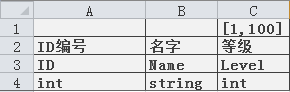 A B C
1 [1,100]
2 ID编号 名字 等级
3 ID Name Level
4 int string int